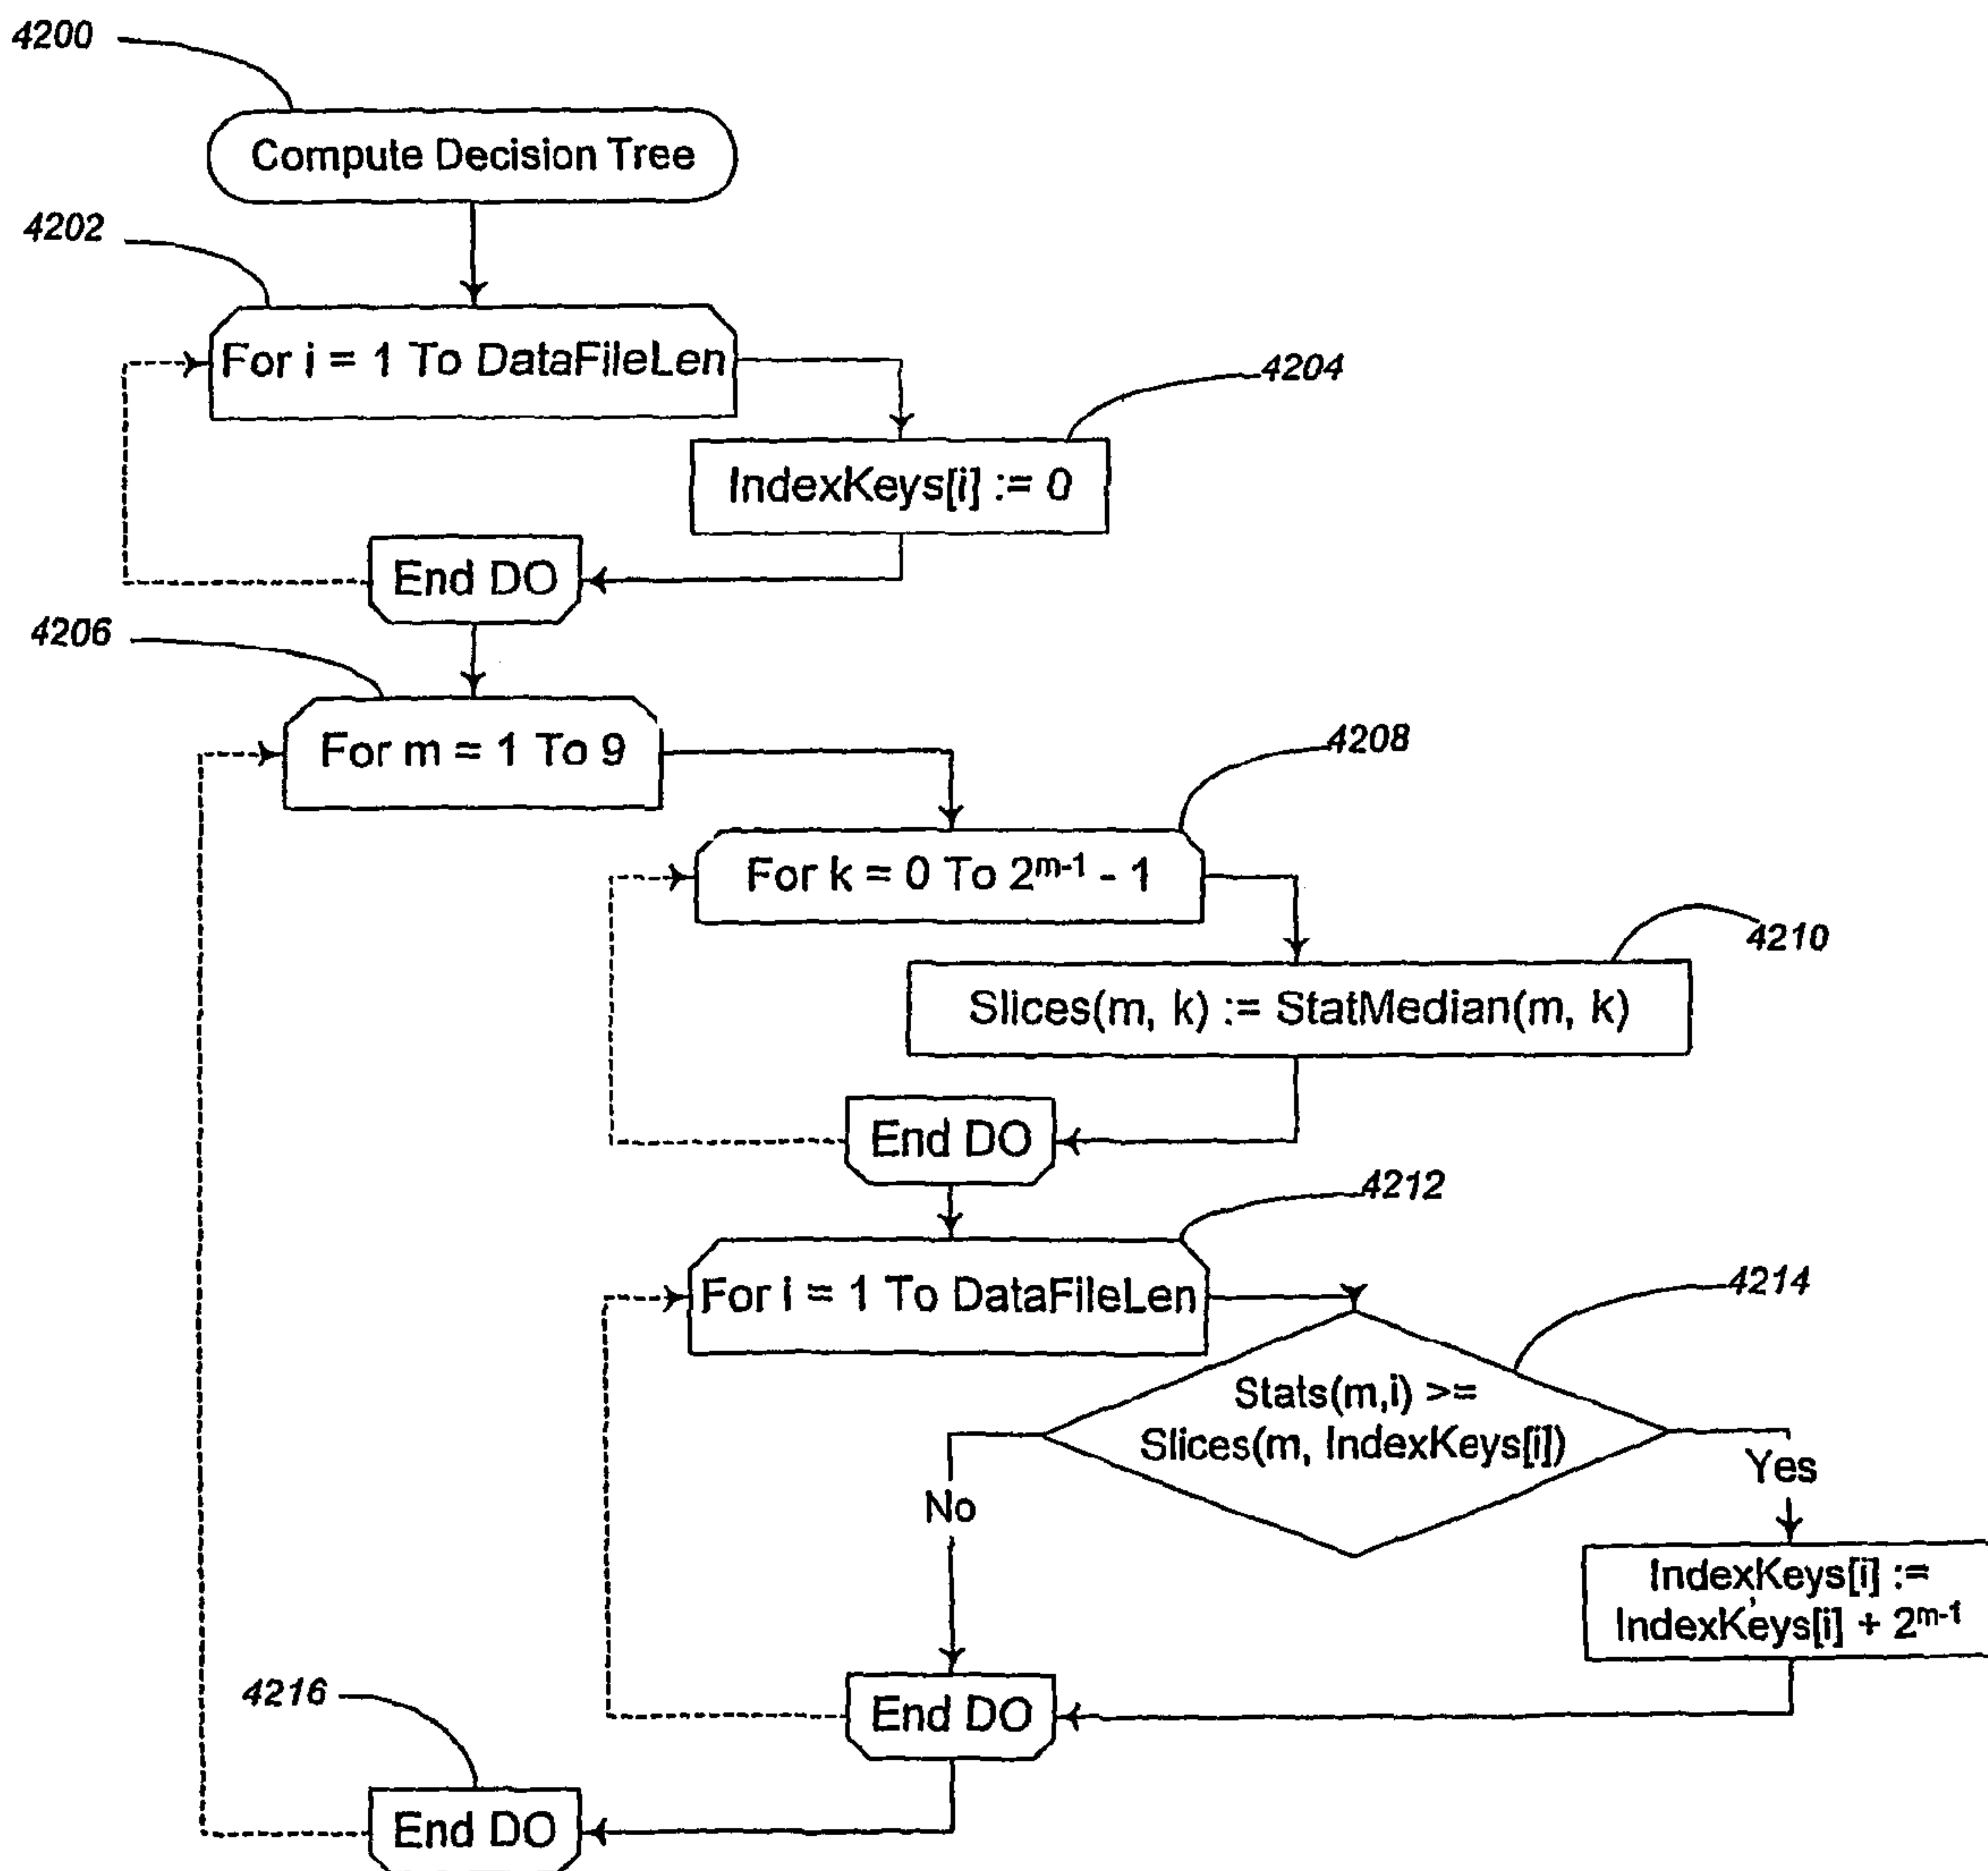 4200
Compute Decision Tree
4202
For i = 1 To DataFileLen
4204
IndexKeys[i] := 0
End DO
4206
For m = 1 To 9
4208
For k = 0 To 2^{m-1} - 1
4210
Slices(m, k) := StatMedian(m, k)
End DO
4212
For i = 1 To DataFileLen
4214
Stats(m,i) >=
Slices(m, IndexKeys[i])
Yes
No
IndexKeys[i] :=
IndexKeys[i] + 2^{m-1}
End DO
4216
End DO